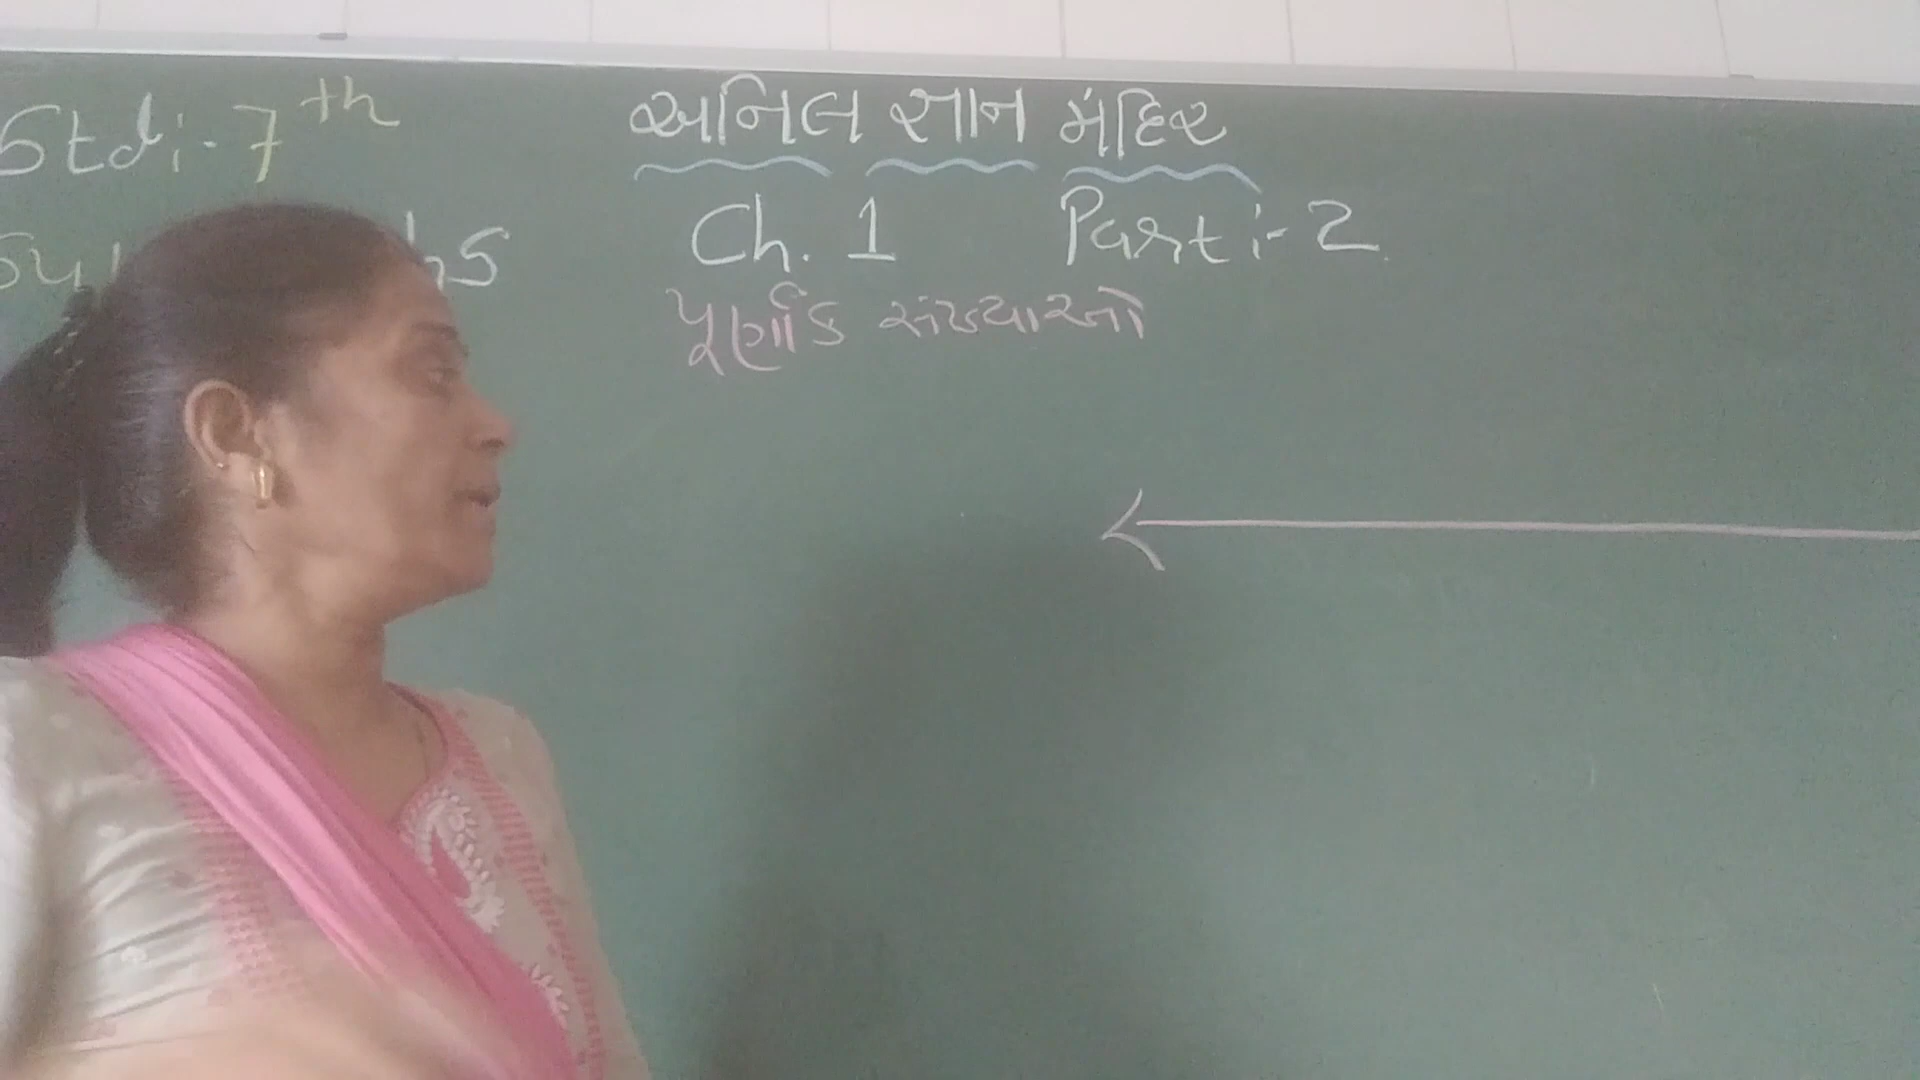 Std:- 7th
અનિલ જ્ઞાન મંદિર
Ch. 1 Part:- 2
પૂર્ણાંક સંખ્યાઓ